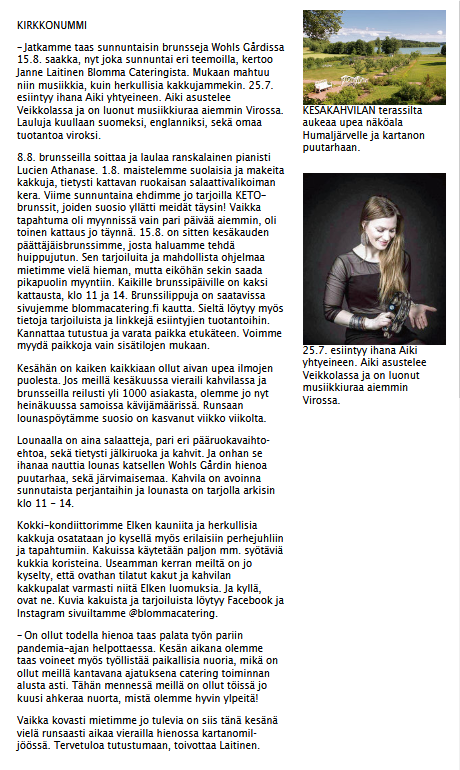 KIRKKONUMMI
– Jatkamme taas sunnuntaisin brunsseja Wohls Gårdissa
15.8. saakka, nyt joka sunnuntai eri teemoilla, kertoo
Janne Laitinen Blomma Cateringista. Mukaan mahtuu
niin musiikkia, kuin herkullisia kakkujammekin. 25.7.
esiintyy ihana Aiki yhtyeineen. Aiki asustelee
Veikkolassa ja on luonut musiikkiuraa aiemmin Virossa.
Lauluja kuullaan suomeksi, englanniksi, sekä omaa
tuotantoa viroksi.
8.8. brunsseilla soittaa ja laulaa ranskalainen pianisti
Lucien Athanase. 1.8. maistelemme suolaisia ja makeita
kakkuja, tietysti kattavan ruokaisan salaattivalikoiman
kera. Viime sunnuntaina ehdimme jo tarjoilla KETO-
brunssit, joiden suosio yllätti meidät täysin! Vaikka
tapahtuma oli myynnissä vain pari päivää aiemmin, oli
toinen kattaus jo täynnä. 15.8. on sitten kesäkauden
päättäjäisbrunssimme, josta haluamme tehdä
huippujutun. Sen tarjoiluita ja mahdollista ohjelmaa
mietimme vielä hieman, mutta eiköhän sekin saada
pikapuolin myyntiin. Kaikille brunssipäiville on kaksi
kattausta, klo 11 ja 14. Brunssilippuja on saatavissa
sivujemme blommacatering.fi kautta. Sieltä löytyy myös
tietoja tarjoiluista ja linkkejä esiintyjien tuotantoihin.
Kannattaa tutustua ja varata paikka etukäteen. Voimme
myydä paikkoja vain sisätilojen mukaan.
Kesähän on kaiken kaikkiaan ollut aivan upea ilmojen
puolesta. Jos meillä kesäkuussa vieraili kahvilassa ja
brunsseilla reilusti yli 1000 asiakasta, olemme jo nyt
heinäkuussa samoissa kävijämäärissä. Runsaan
lounaspöytämme suosio on kasvanut viikko viikolta.
Lounaalla on aina salaatteja, pari eri pääruokavaihto-
ehtoa, sekä tietysti jälkiruoka ja kahvit. Ja onhan se
ihanaa nauttia lounas katsellen Wohls Gårdin hienoa
puutarhaa, sekä järvimaisemaa. Kahvila on avoinna
sunnutaista perjantaihin ja lounasta on tarjolla arkisin
klo 11 – 14.
Kokki-kondiittorimme Elken kauniita ja herkullisia
kakkuja osatataan jo kysellä myös erilaisiin perhejuhliin
ja tapahtumiin. Kakuissa käytetään paljon mm. syötäviä
kukkia koristeina. Useamman kerran meiltä on jo
kyselty, että ovathan tilatut kakut ja kahvilan
kakkupalat varmasti niitä Elken luomuksia. Ja kyllä,
ovat ne. Kuvia kakuista ja tarjoiluista löytyy Facebook ja
Instagram sivuiltamme @blommacatering.
– On ollut todella hienoa taas palata työn pariin
pandemia-ajan helpottaessa. Kesän aikana olemme
taas voineet myös työllistää paikallisia nuoria, mikä on
ollut meillä kantavana ajatuksena catering toiminnan
alusta asti. Tähän mennessä meillä on ollut töissä jo
kuusi ahkeraa nuorta, mistä olemme hyvin ylpeitä!
Vaikka kovasti mietimme jo tulevia on siis tänä kesänä
vielä runsaasti aikaa vierailla hienossa kartanomil-
jöössä. Tervetuloa tutustumaan, toivottaa Laitinen.
KESÄKAHVILAN terassilta
aukeaa upea näköala
Humaljärvelle ja kartanon
puutarhaan.
25.7. esiintyy ihana Aiki
yhtyeineen. Aiki asustelee
Veikkolassa ja on luonut
musiikkiuraa aiemmin
Virossa.